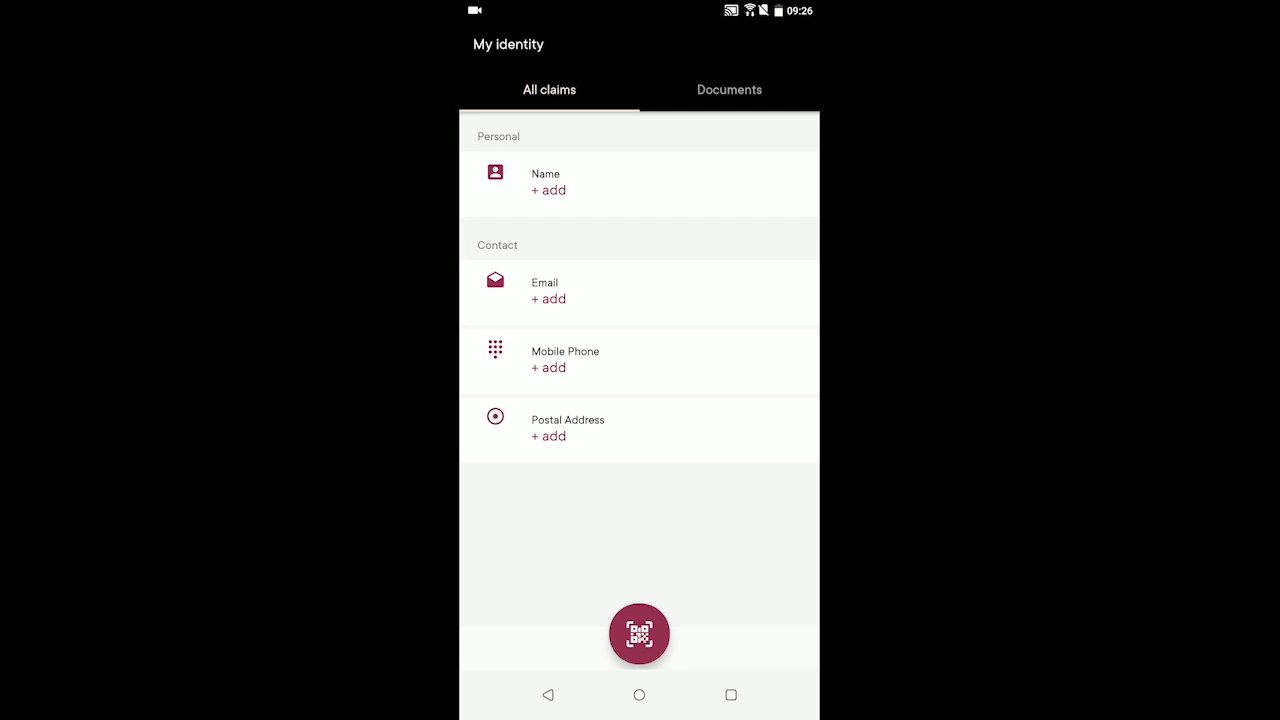 09:26
My identity
All claims
Documents
Personal
Name
+ add
Contact
Email
+ add
Mobile Phone
+ add
Postal Address
+ add